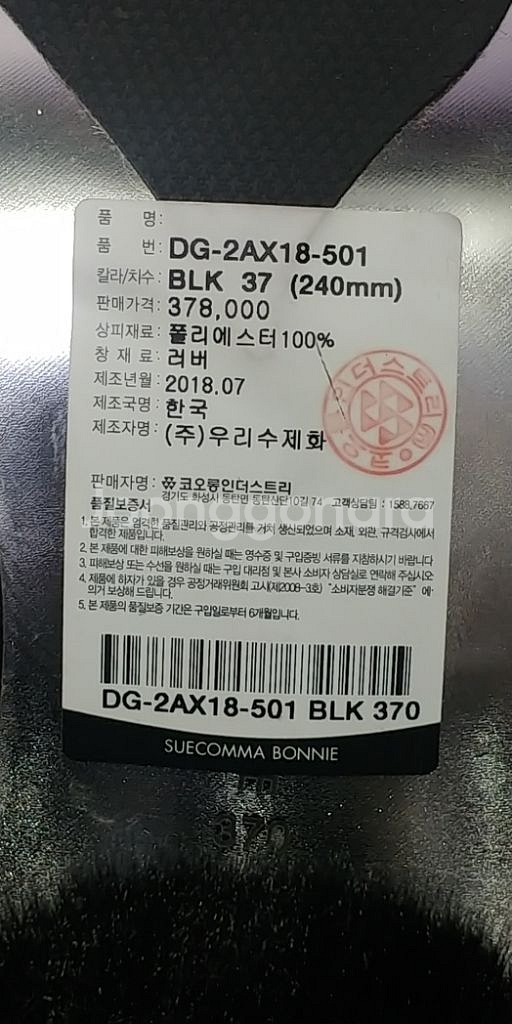 품 명:
품 번: DG-2AX18-501
칼라/치수: BLK 37 (240mm)
판매가격: 378,000
상피재료: 폴리에스터100%
창 재 료: 러버
제조년월: 2018.07
제조국명: 한국
제조자명: (주)우리수제화
판매자명: 코오롱인더스트리
경기도 화성시 동탄면 동탄산단10길 74 고객상담팀 : 1588.7667
품질보증서
1. 본 제품은 엄격한 품질관리와 공정관리를 거쳐 생산되었으며 소재, 외관, 규격검사에서
합격한 제품입니다.
2. 본 제품에 대한 피해보상을 원하실 때는 영수증 및 구입증빙 서류를 지참하시기 바랍니다
3. 피해보상 또는 수선을 원하실 때는 구입 대리점 및 본사 소비자 상담실로 연락해 주십시오
4. 제품에 하자가 있을 경우 공정거래위원회 고시(제2008-3호) "소비자분쟁 해결기준" 에
의거 보상해 드립니다.
5. 본 제품의 품질보증 기간은 구입일로부터 6개월입니다.
DG-2AX18-501 BLK 370
SUECOMMA BONNIE
370